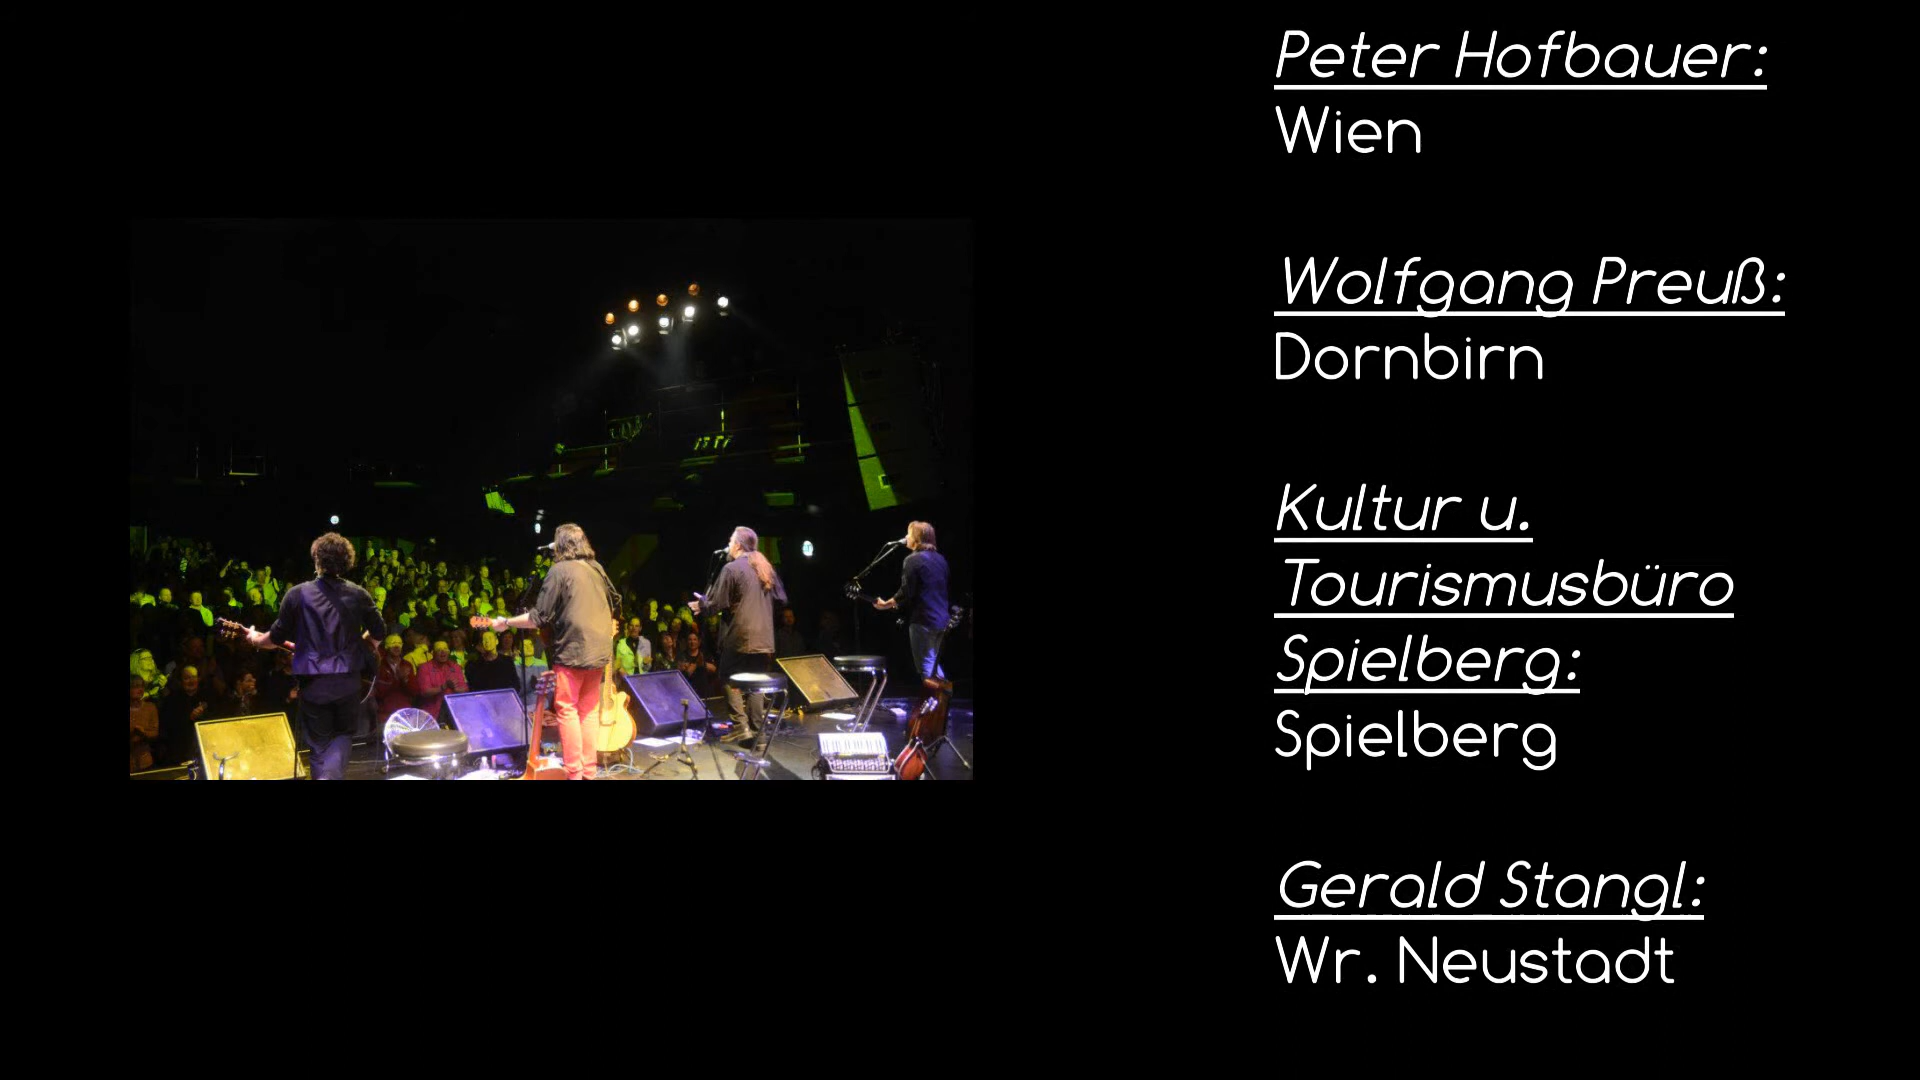 Peter Hofbauer:
Wien
Wolfgang Preuß:
Dornbirn
Kultur u.
Tourismusbüro
Spielberg:
Spielberg
Gerald Stangl:
Wr. Neustadt